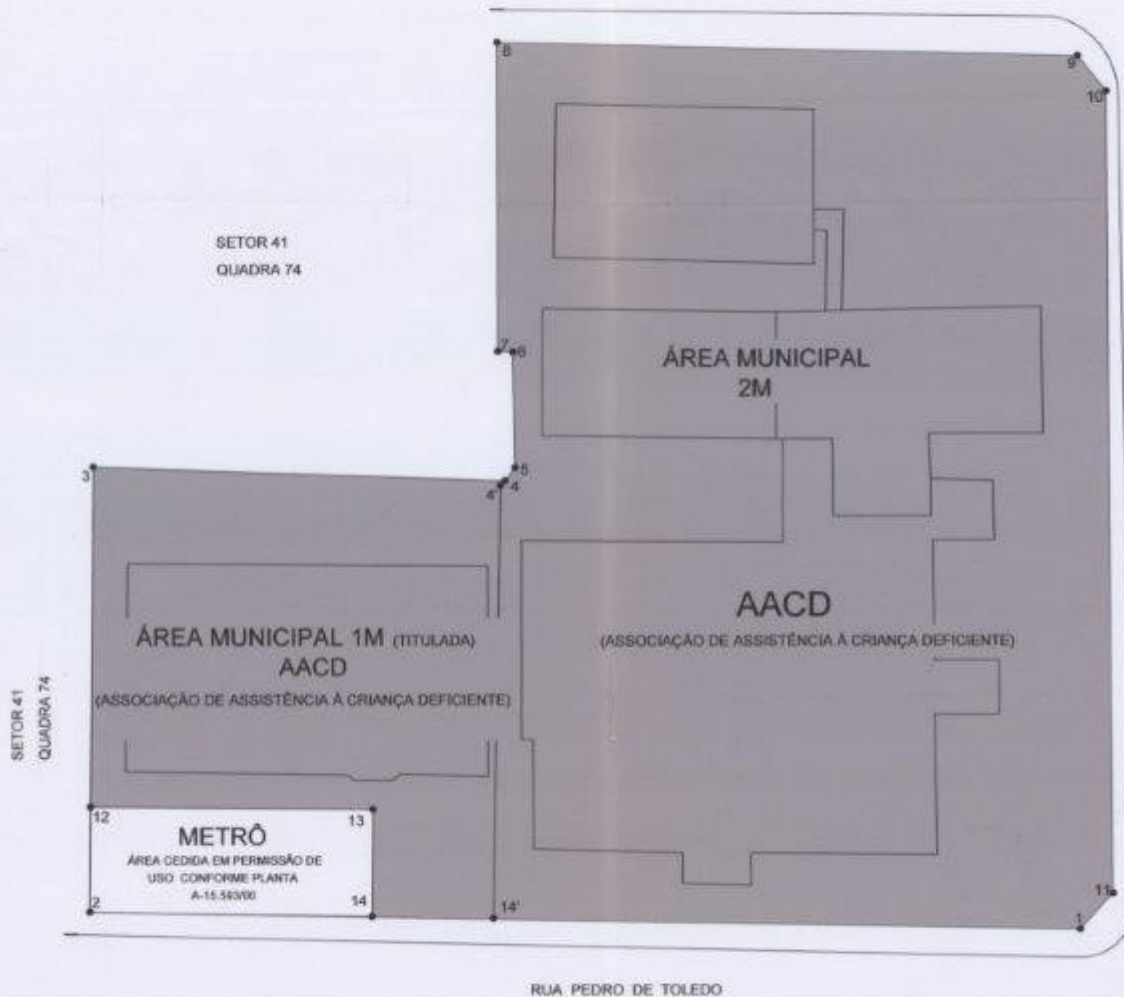 8
9
10
SETOR 41
QUADRA 74
7
6
ÁREA MUNICIPAL
2M
3
5
4'
4
AACD
(ASSOCIAÇÃO DE ASSISTÊNCIA À CRIANÇA DEFICIENTE)
ÁREA MUNICIPAL 1M (TITULADA)
AACD
(ASSOCIAÇÃO DE ASSISTÊNCIA À CRIANÇA DEFICIENTE)
SETOR 41
QUADRA 74
12
13
METRÔ
ÁREA CEDIDA EM PERMISSÃO DE
USO CONFORME PLANTA
A-15.593/00
2
14
14'
11
1
RUA PEDRO DE TOLEDO